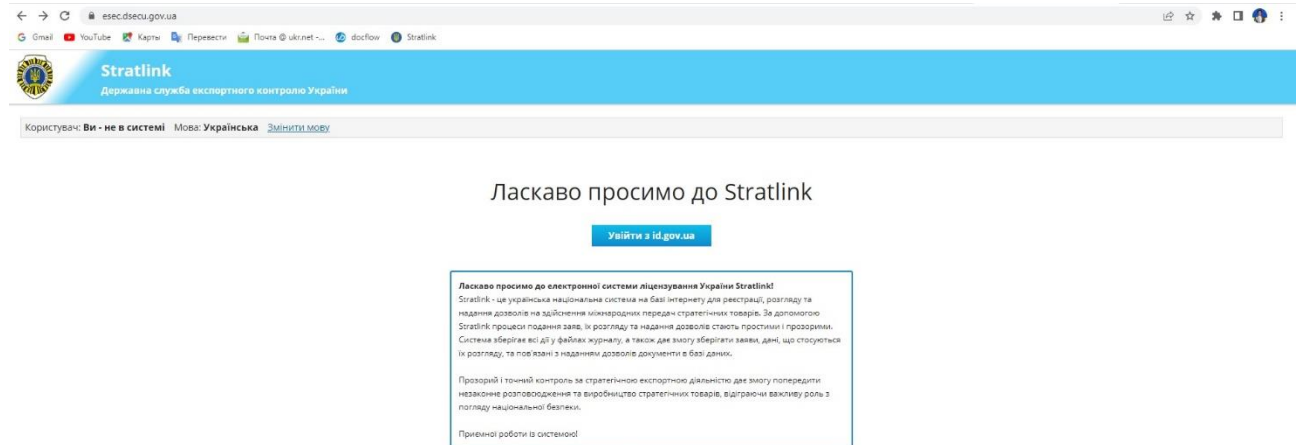 esec.dsecu.gov.ua
Gmail YouTube Карты Перевести Почта @ ukr.net -... docflow Stratlink
Stratlink
Державна служба експортного контролю України
Користувач: Ви - не в системі Мова: Українська Змінити мову
Ласкаво просимо до Stratlink
Увійти з id.gov.ua
Ласкаво просимо до електронної системи ліцензування України Stratlink!
Stratlink - це українська національна система на базі інтернету для реєстрації, розгляду та
надання дозволів на здійснення міжнародних передач стратегічних товарів. За допомогою
Stratlink процеси подання заяв, їх розгляду та надання дозволів стають простими і прозорими.
Система зберігає всі дії у файлах журналу, а також дає змогу зберігати заяви, дані, що стосуються
їх розгляду, та пов'язані з наданням дозволів документи в базі даних.
Прозорий і точний контроль за стратегічною експортною діяльністю дає змогу попередити
незаконне розповсюдження та виробництво стратегічних товарів, відіграючи важливу роль з
погляду національної безпеки.
Приємної роботи із системою!